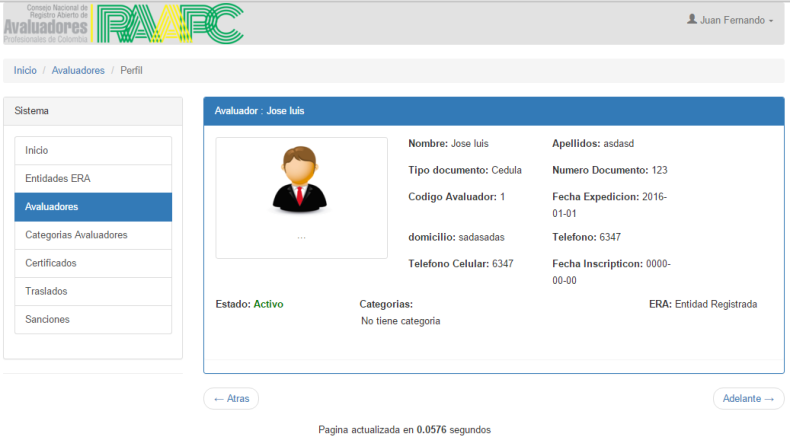 Consejo Nacional de
Registro Abierto de
Avaluadores
Profesionales de Colombia
RAAPC
Juan Fernando
Inicio / Avaluadores / Perfil
Sistema
Inicio
Entidades ERA
Avaluadores
Categorias Avaluadores
Certificados
Traslados
Sanciones
Avaluador : Jose luis
...
Nombre: Jose luis Apellidos: asdasd
Tipo documento: Cedula Numero Documento: 123
Codigo Avaluador: 1 Fecha Expedicion: 2016-
01-01
domicilio: sadasadas Telefono: 6347
Telefono Celular: 6347 Fecha Inscripticon: 0000-
00-00
Estado: Activo Categorias: ERA: Entidad Registrada
No tiene categoria
← Atras Adelante →
Pagina actualizada en 0.0576 segundos